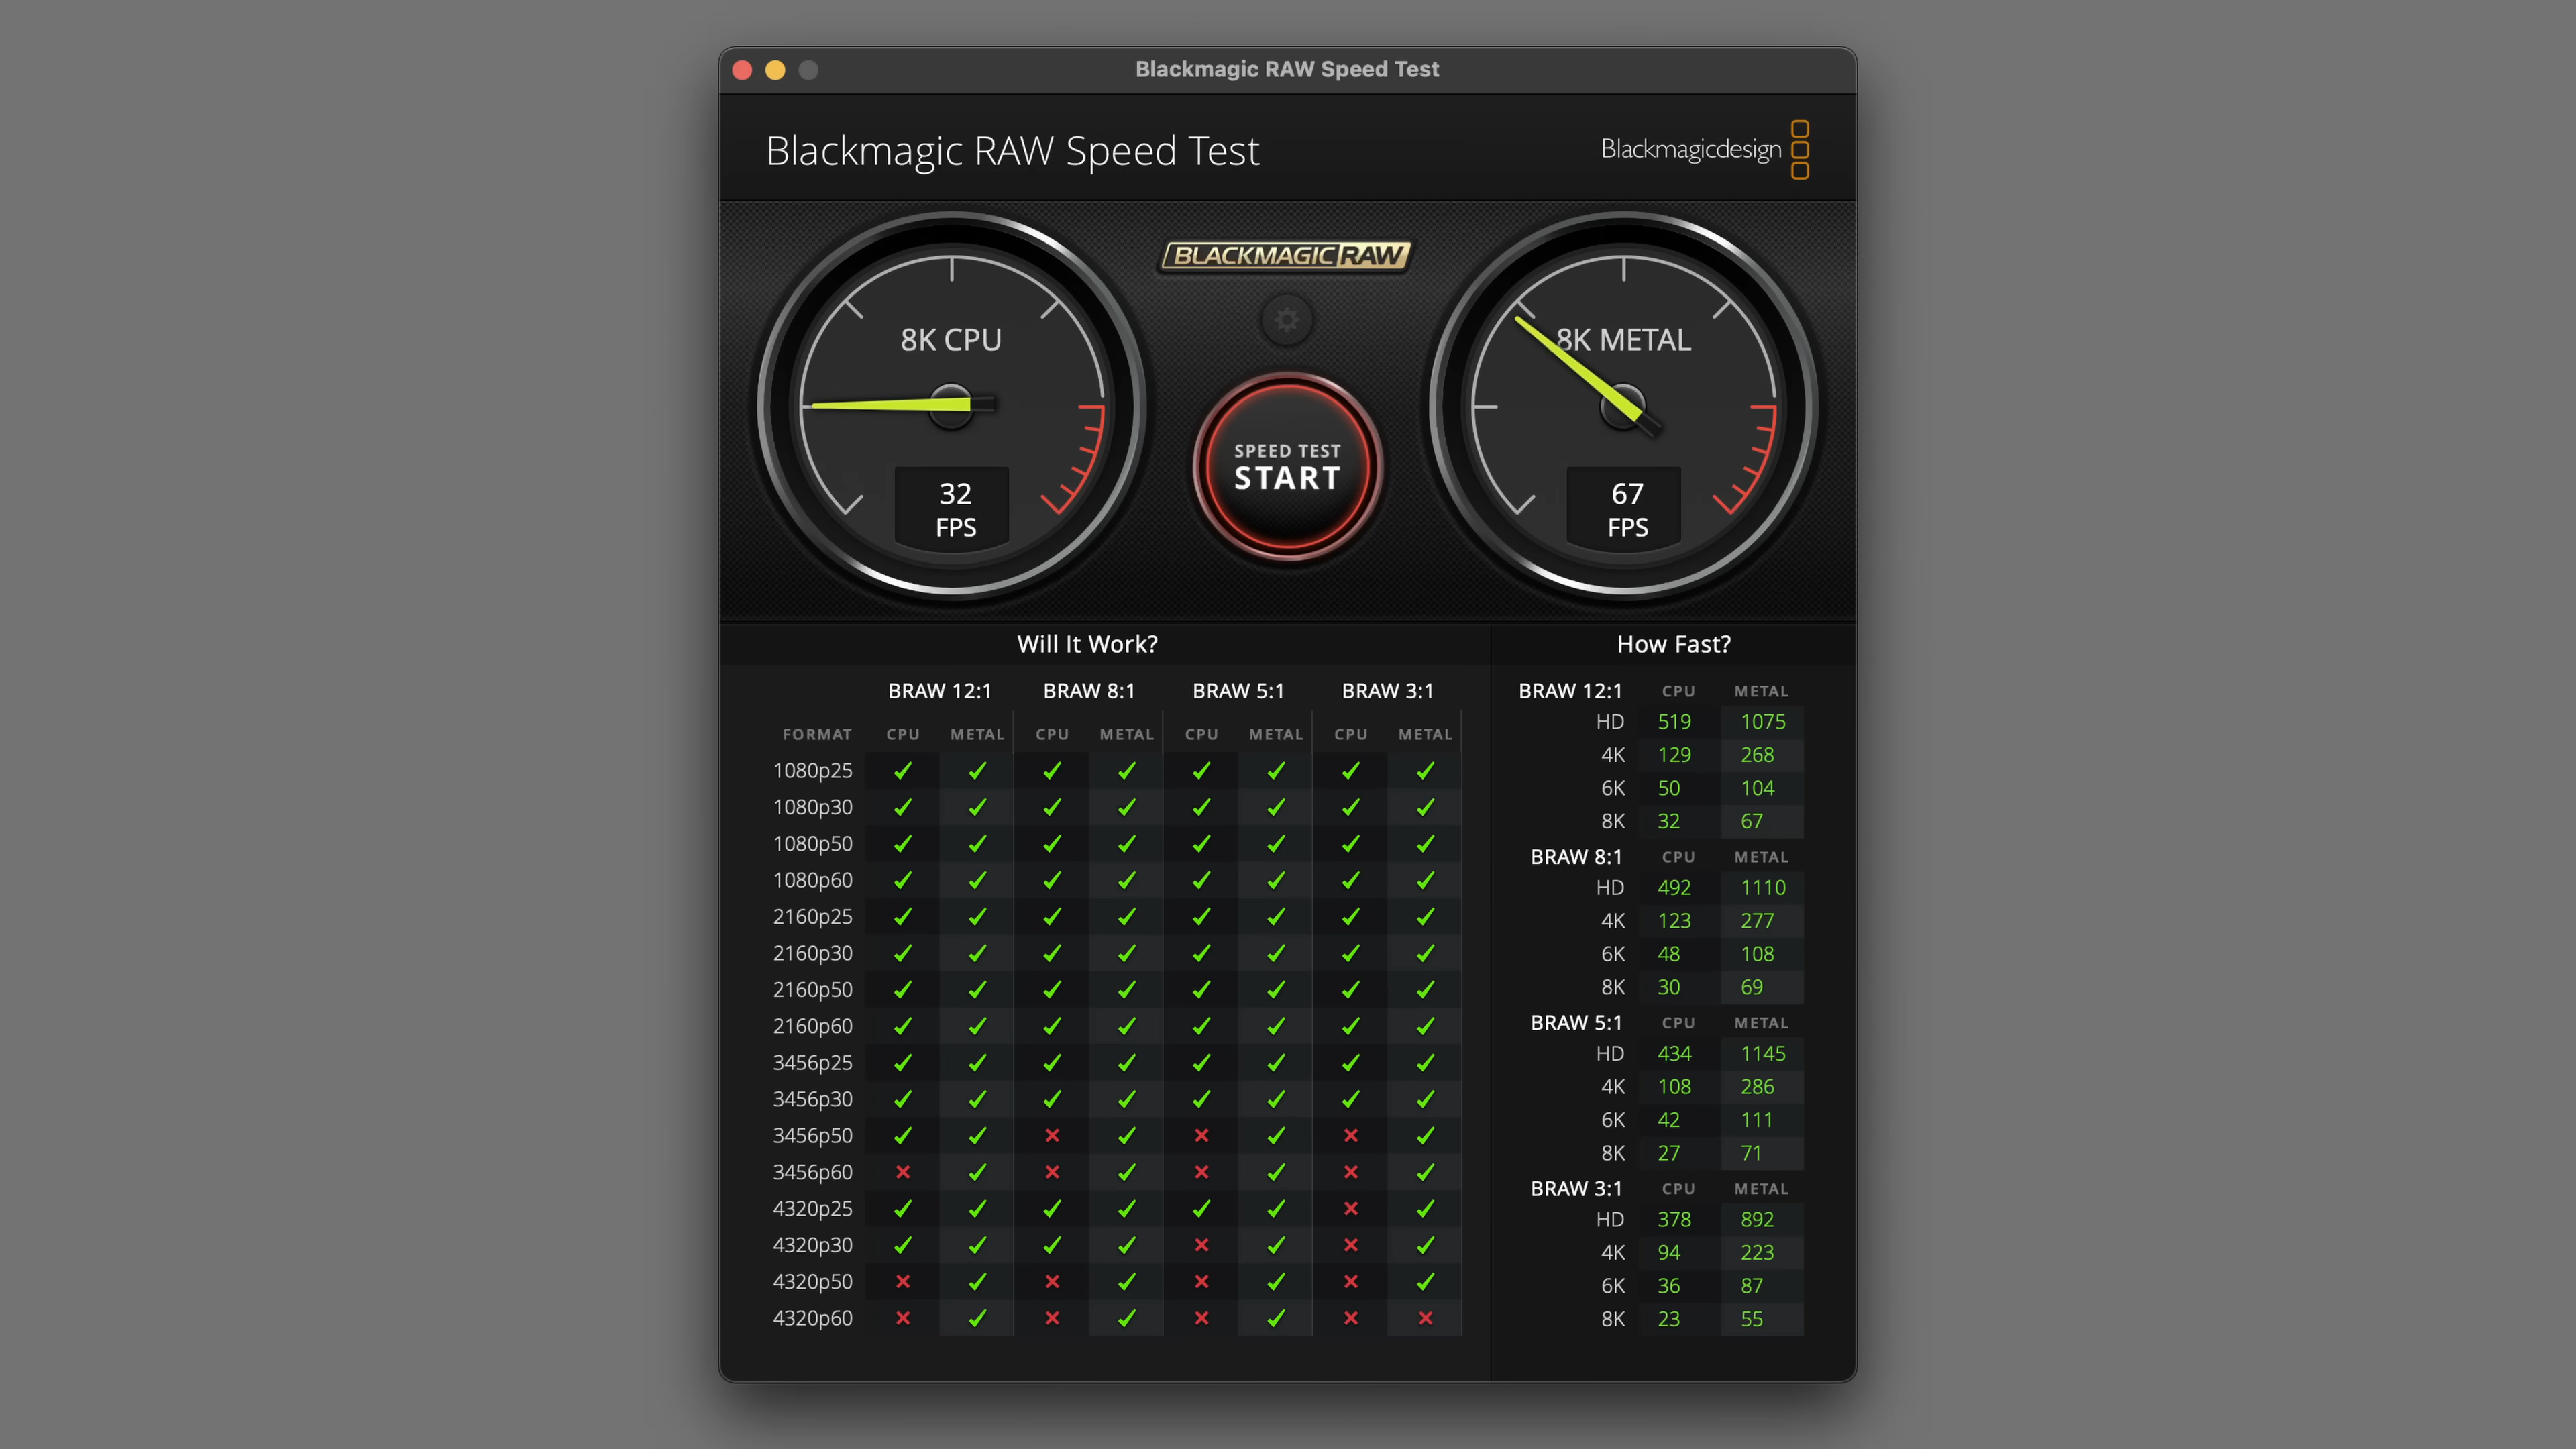 Blackmagic RAW Speed Test
Blackmagic RAW Speed Test
Blackmagicdesign
BLACKMAGIC RAW
8K CPU
32
FPS
SPEED TEST
START
8K METAL
67
FPS
Will It Work?
BRAW 12:1 BRAW 8:1 BRAW 5:1 BRAW 3:1
FORMAT CPU METAL CPU METAL CPU METAL CPU METAL
1080p25
1080p30
1080p50
1080p60
2160p25
2160p30
2160p50
2160p60
3456p25
3456p30
3456p50
3456p60
4320p25
4320p30
4320p50
4320p60
How Fast?
BRAW 12:1 CPU METAL
HD 519 1075
4K 129 268
6K 50 104
8K 32 67
BRAW 8:1 CPU METAL
HD 492 1110
4K 123 277
6K 48 108
8K 30 69
BRAW 5:1 CPU METAL
HD 434 1145
4K 108 286
6K 42 111
8K 27 71
BRAW 3:1 CPU METAL
HD 378 892
4K 94 223
6K 36 87
8K 23 55